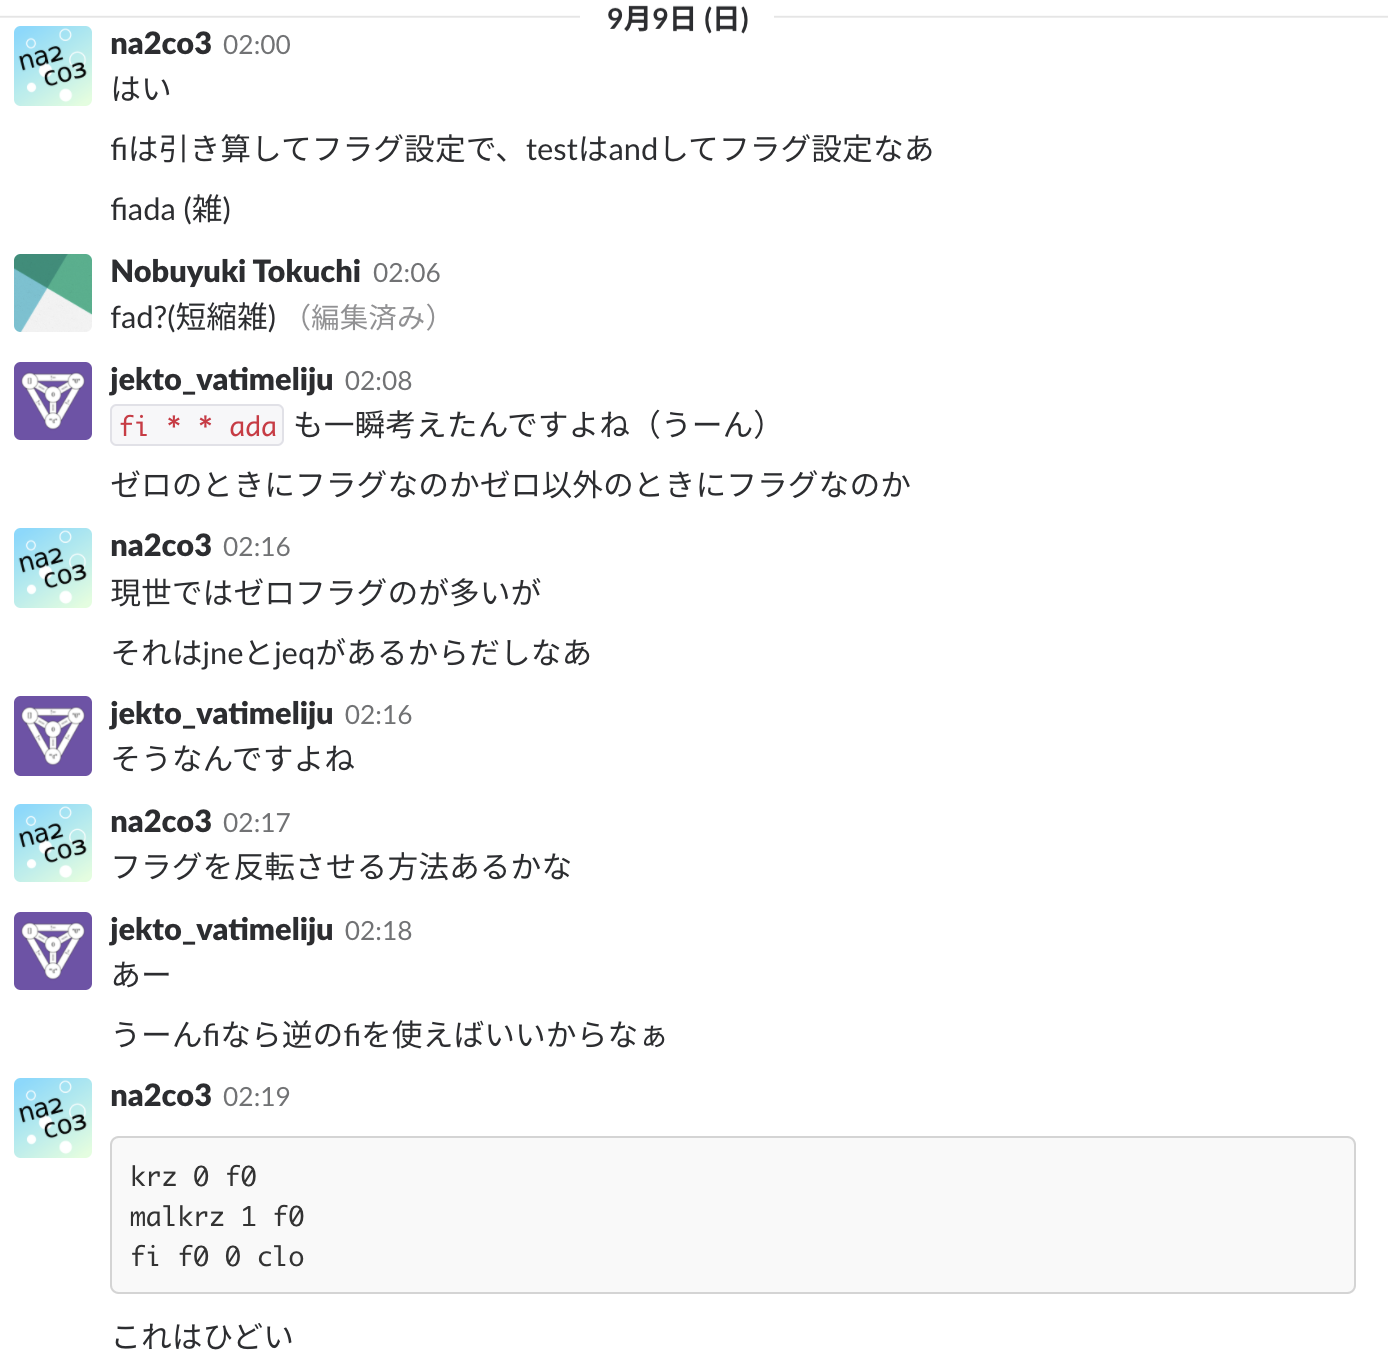 9月9日 (日)
na2co3 02:00
はい
fiは引き算してフラグ設定で、testはandしてフラグ設定なあ
fiada (雑)
Nobuyuki Tokuchi 02:06
fad?(短縮雑) （編集済み）
jekto_vatimeliju 02:08
fi * * ada も一瞬考えたんですよね（うーん）
ゼロのときにフラグなのかゼロ以外のときにフラグなのか
na2co3 02:16
現世ではゼロフラグのが多いが
それはjneとjeqがあるからだしなあ
jekto_vatimeliju 02:16
そうなんですよね
na2co3 02:17
フラグを反転させる方法あるかな
jekto_vatimeliju 02:18
あー
うーんfiなら逆のfiを使えばいいからなぁ
na2co3 02:19
krz 0 f0
malkrz 1 f0
fi f0 0 clo
これはひどい